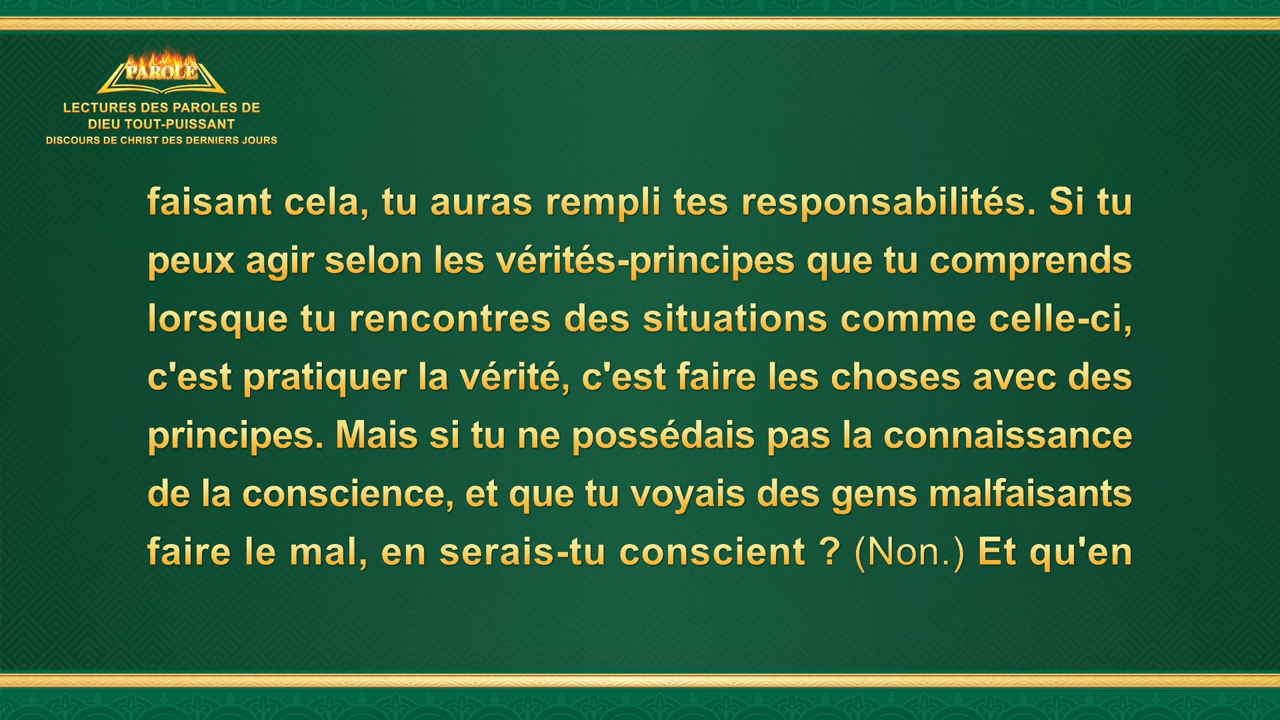 PAROLE
LECTURES DES PAROLES DE
DIEU TOUT-PUISSANT
DISCOURS DE CHRIST DES DERNIERS JOURS
faisant cela, tu auras rempli tes responsabilités. Si tu
peux agir selon les vérités-principes que tu comprends
lorsque tu rencontres des situations comme celle-ci,
c'est pratiquer la vérité, c'est faire les choses avec des
principes. Mais si tu ne possédais pas la connaissance
de la conscience, et que tu voyais des gens malfaisants
faire le mal, en serais-tu conscient ? (Non.) Et qu'en